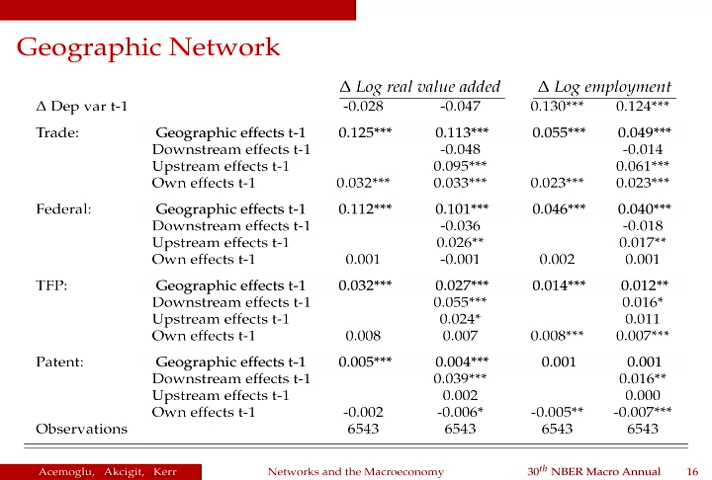 Geographic Network
Δ Log real value added Δ Log employment
Δ Dep var t-1 -0.028 -0.047 0.130*** 0.124***
Trade: Geographic effects t-1 0.125*** 0.113*** 0.055*** 0.049***
Downstream effects t-1 -0.048 -0.014
Upstream effects t-1 0.095*** 0.061***
Own effects t-1 0.032*** 0.033*** 0.023*** 0.023***
Federal: Geographic effects t-1 0.112*** 0.101*** 0.046*** 0.040***
Downstream effects t-1 -0.036 -0.018
Upstream effects t-1 0.026** 0.017**
Own effects t-1 0.001 -0.001 0.002 0.001
TFP: Geographic effects t-1 0.032*** 0.027*** 0.014*** 0.012**
Downstream effects t-1 0.055*** 0.016*
Upstream effects t-1 0.024* 0.011
Own effects t-1 0.008 0.007 0.008*** 0.007***
Patent: Geographic effects t-1 0.005*** 0.004*** 0.001 0.001
Downstream effects t-1 0.039*** 0.016**
Upstream effects t-1 0.002 0.000
Own effects t-1 -0.002 -0.006* -0.005** -0.007***
Observations 6543 6543 6543 6543
Acemoglu, Akcigit, Kerr Networks and the Macroeconomy 30th NBER Macro Annual 16